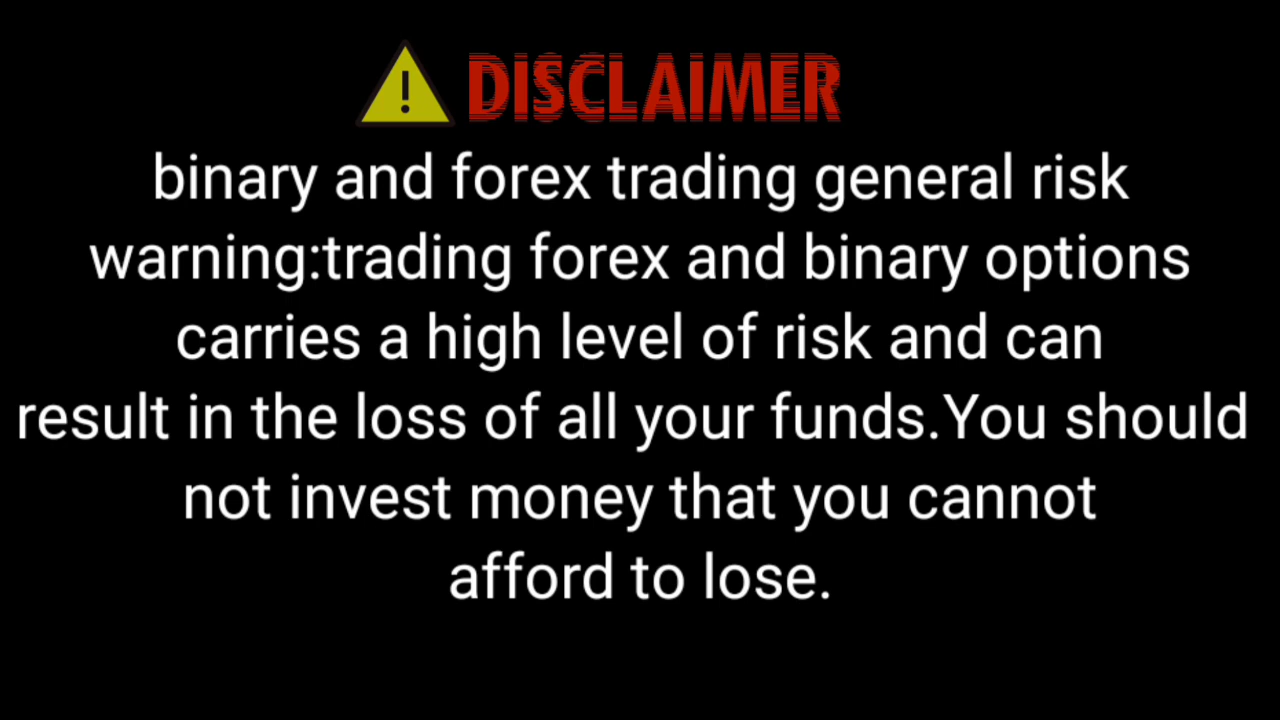 DISCLAIMER
binary and forex trading general risk
warning:trading forex and binary options
carries a high level of risk and can
result in the loss of all your funds.You should
not invest money that you cannot
afford to lose.